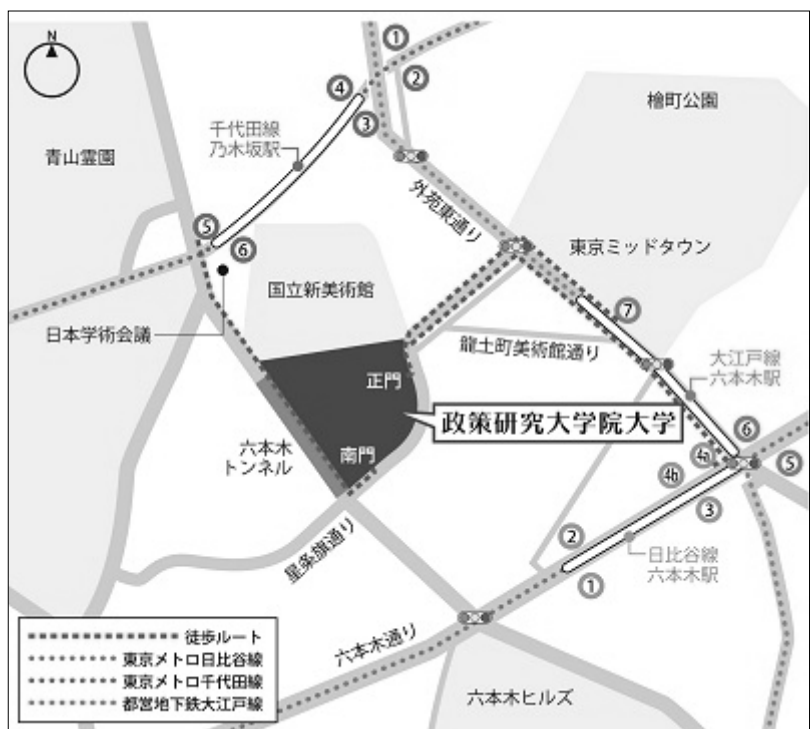 N
①
②
③
④
檜町公園
千代田線
乃木坂駅
青山霊園
外苑東通り
⑤
⑥
東京ミッドタウン
国立新美術館
⑦
日本学術会議
龍土町美術館通り
大江戸線
六本木駅
正門
政策研究大学院大学
六本木
トンネル
南門
⑥
4a
⑤
4b
③
②
①
日比谷線
六本木駅
星条旗通り
六本木通り
六本木ヒルズ
徒歩ルート
東京メトロ日比谷線
東京メトロ千代田線
都営地下鉄大江戸線